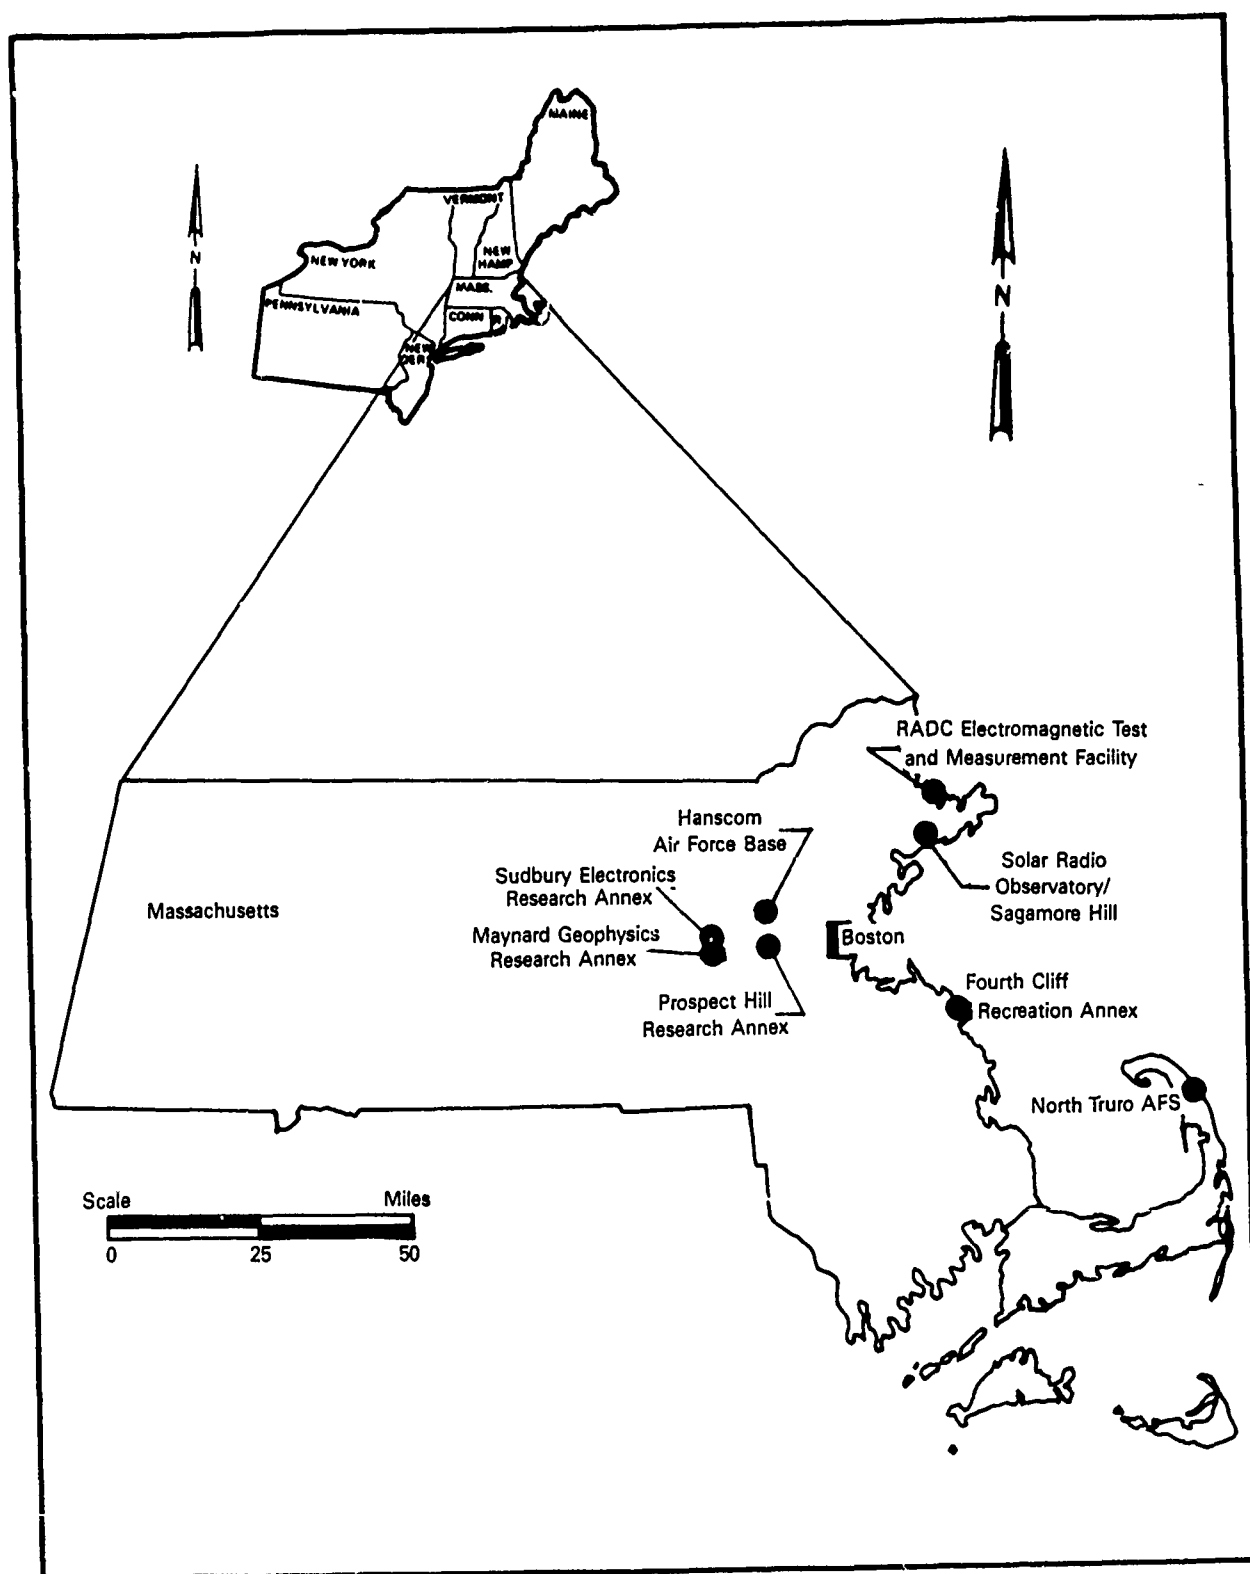 MAINE
VERMONT
N
NEW
HAMP
NEW YORK
MASS.
PENNSYLVANIA
CONN
R
NEW
JER
N
RADC Electromagnetic Test
and Measurement Facility
Hanscom
Air Force Base
Solar Radio
Observatory/
Sagamore Hill
Sudbury Electronics
Research Annex
Massachusetts
Maynard Geophysics
Research Annex
Boston
Prospect Hill
Research Annex
Fourth Cliff
Recreation Annex
North Truro AFS
Scale Miles
0 25 50